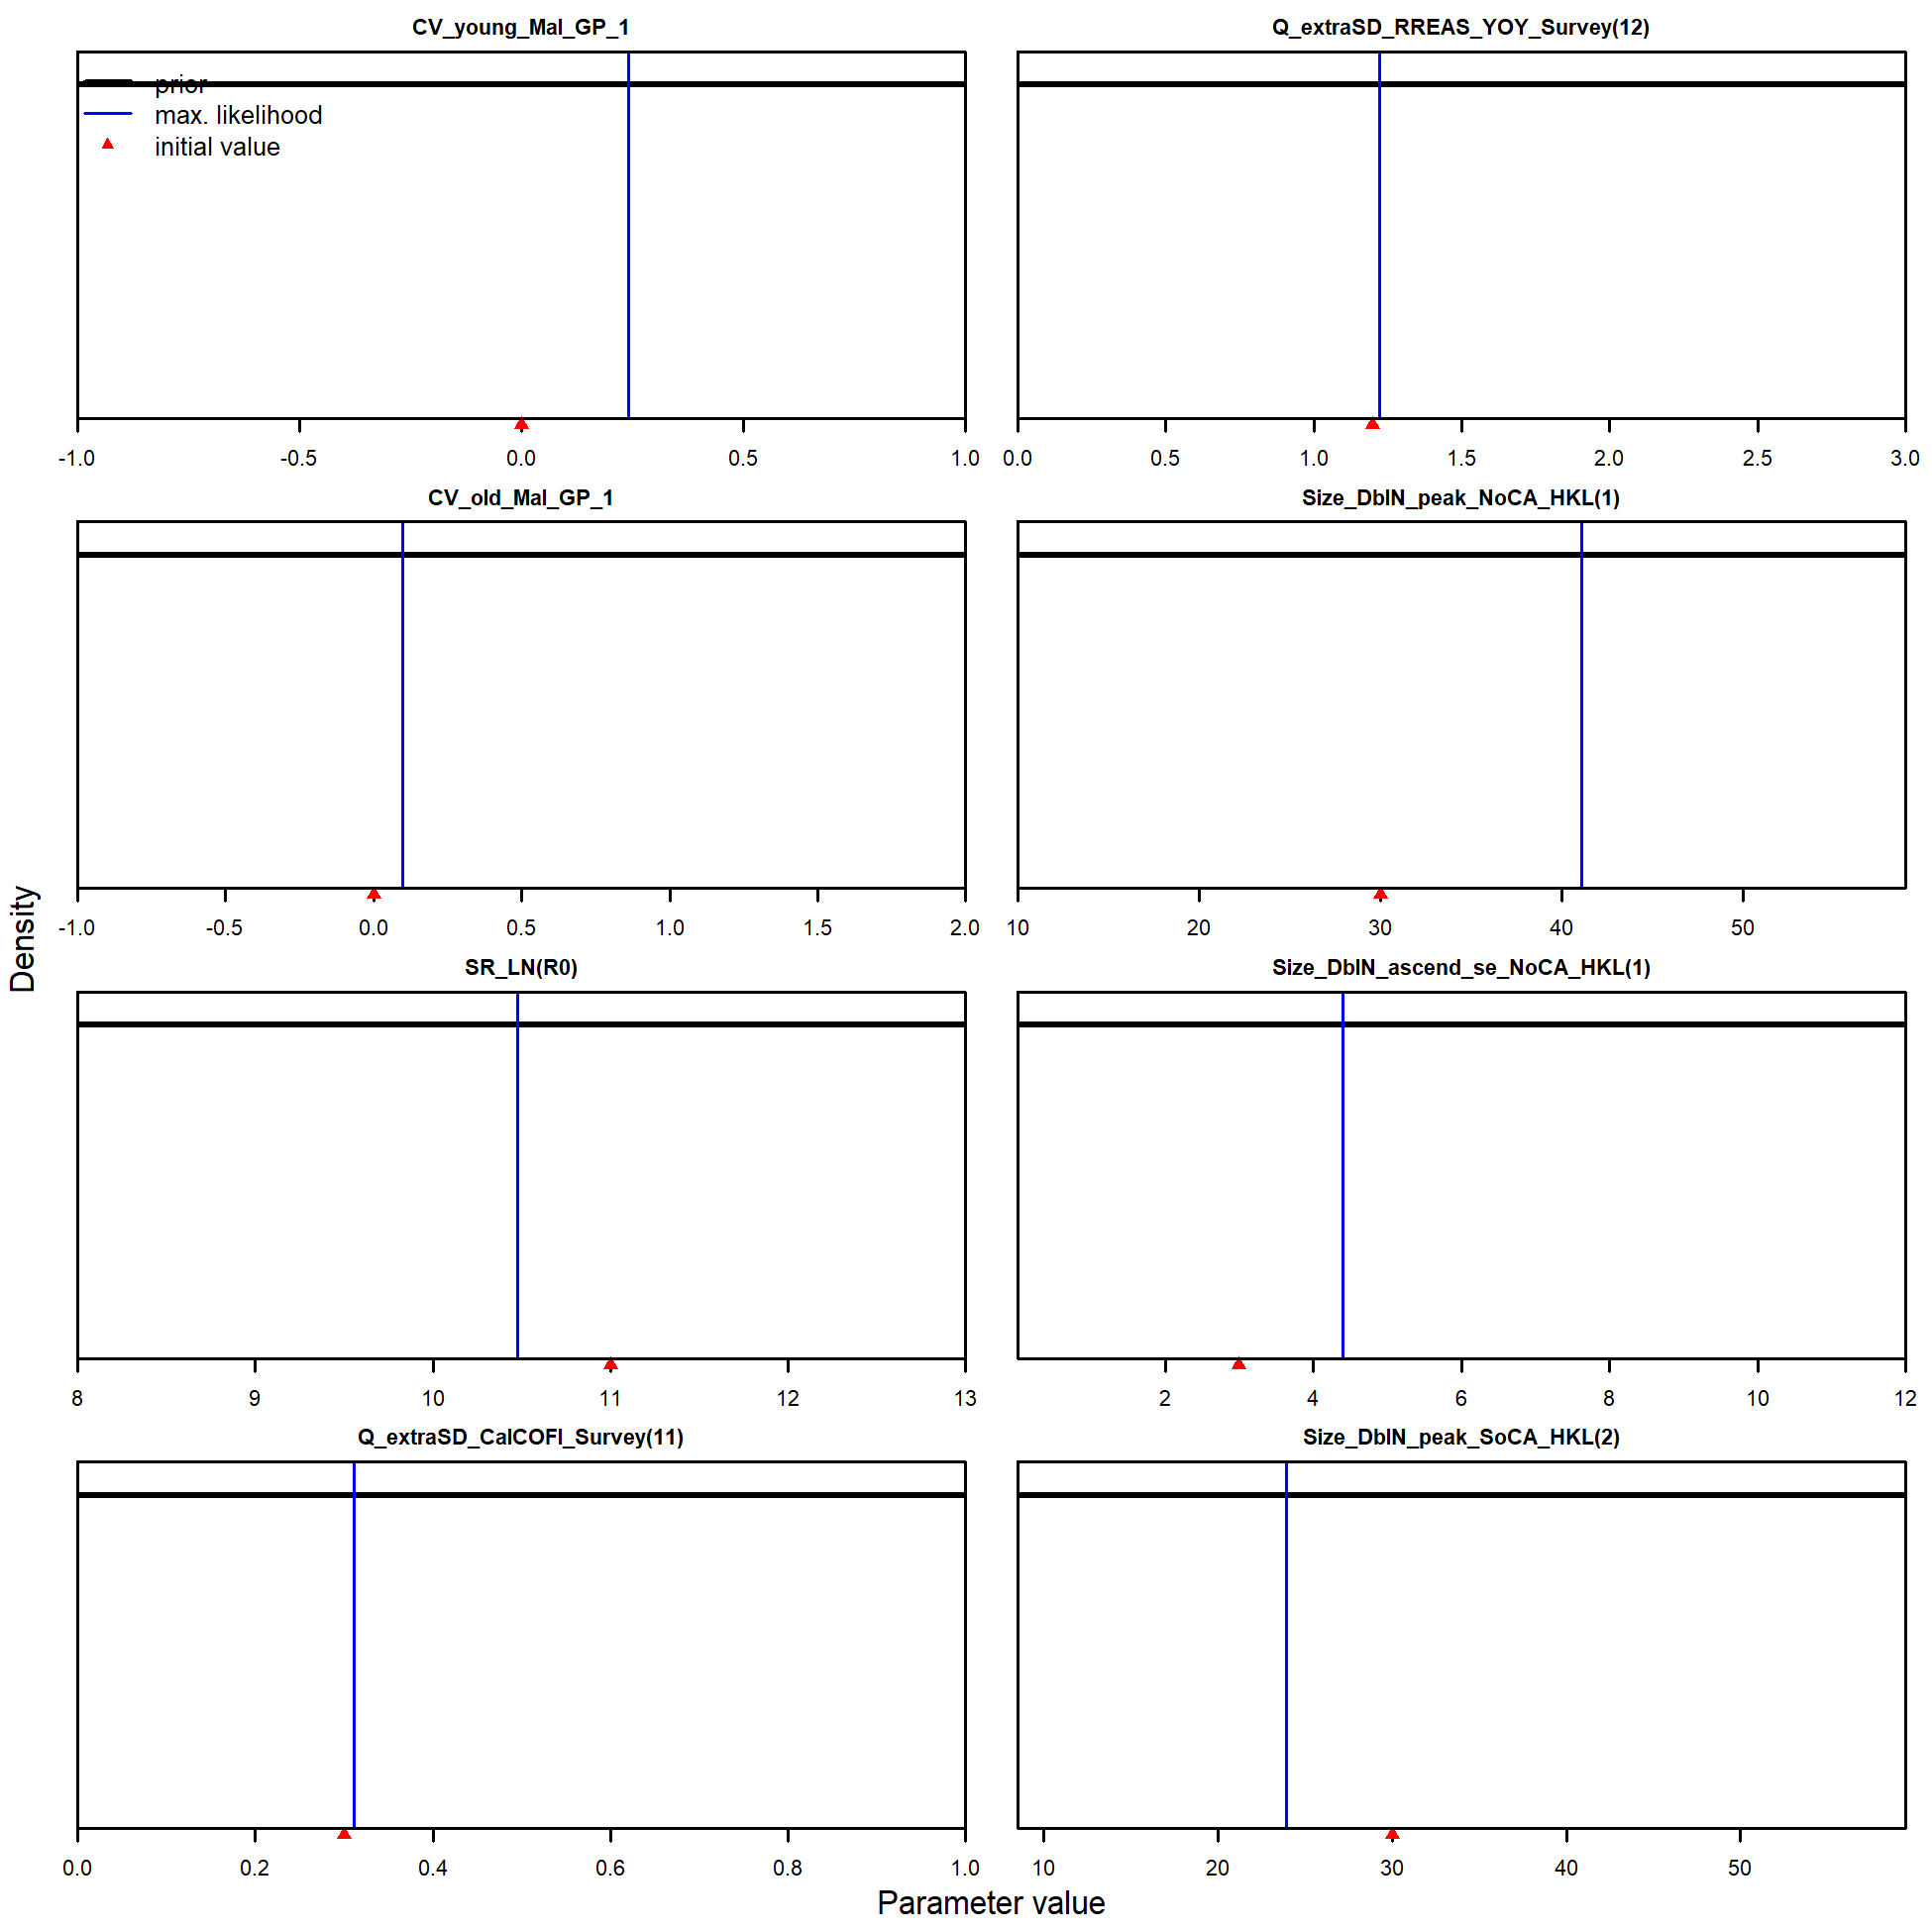 CV_young_Mal_GP_1
prior
max. likelihood
initial value
-1.0 -0.5 0.0 0.5 1.0
Q_extraSD_RREAS_YOY_Survey(12)
0.0 0.5 1.0 1.5 2.0 2.5 3.0
CV_old_Mal_GP_1
-1.0 -0.5 0.0 0.5 1.0 1.5 2.0
Size_DblN_peak_NoCA_HKL(1)
10 20 30 40 50
SR_LN(R0)
8 9 10 11 12 13
Size_DblN_ascend_se_NoCA_HKL(1)
2 4 6 8 10 12
Q_extraSD_CalCOFI_Survey(11)
0.0 0.2 0.4 0.6 0.8 1.0
Size_DblN_peak_SoCA_HKL(2)
10 20 30 40 50
Density
Parameter value